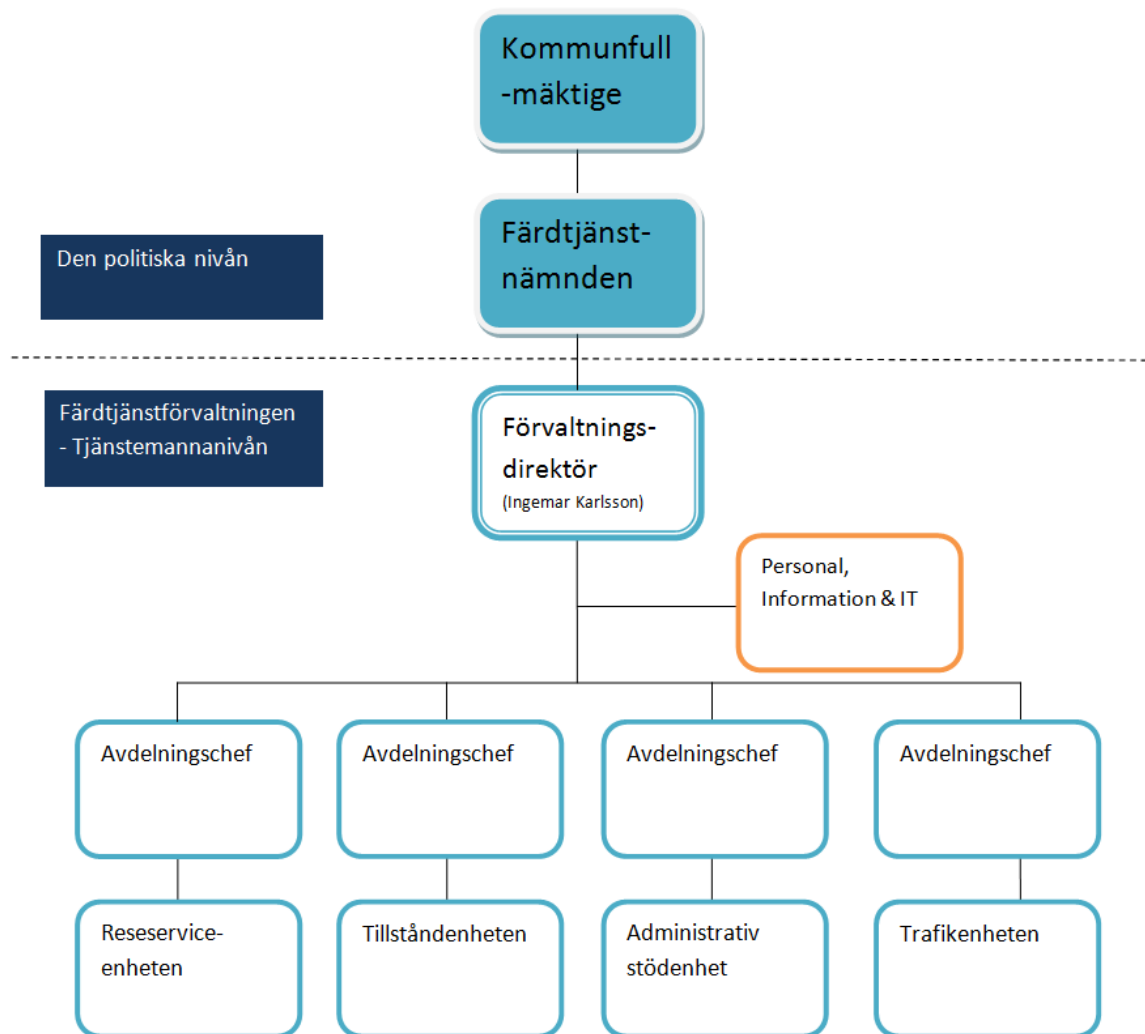 Kommunfull
-mäktige
Färdtjänst-
nämnden
Den politiska nivån
Färdtjänstförvaltningen
- Tjänstemannanivån
Förvaltnings-
direktör
(Ingemar Karlsson)
Personal,
Information & IT
Avdelningschef
Avdelningschef
Avdelningschef
Avdelningschef
Reseservice-
enheten
Tillståndenheten
Administrativ
stödenhet
Trafikenheten